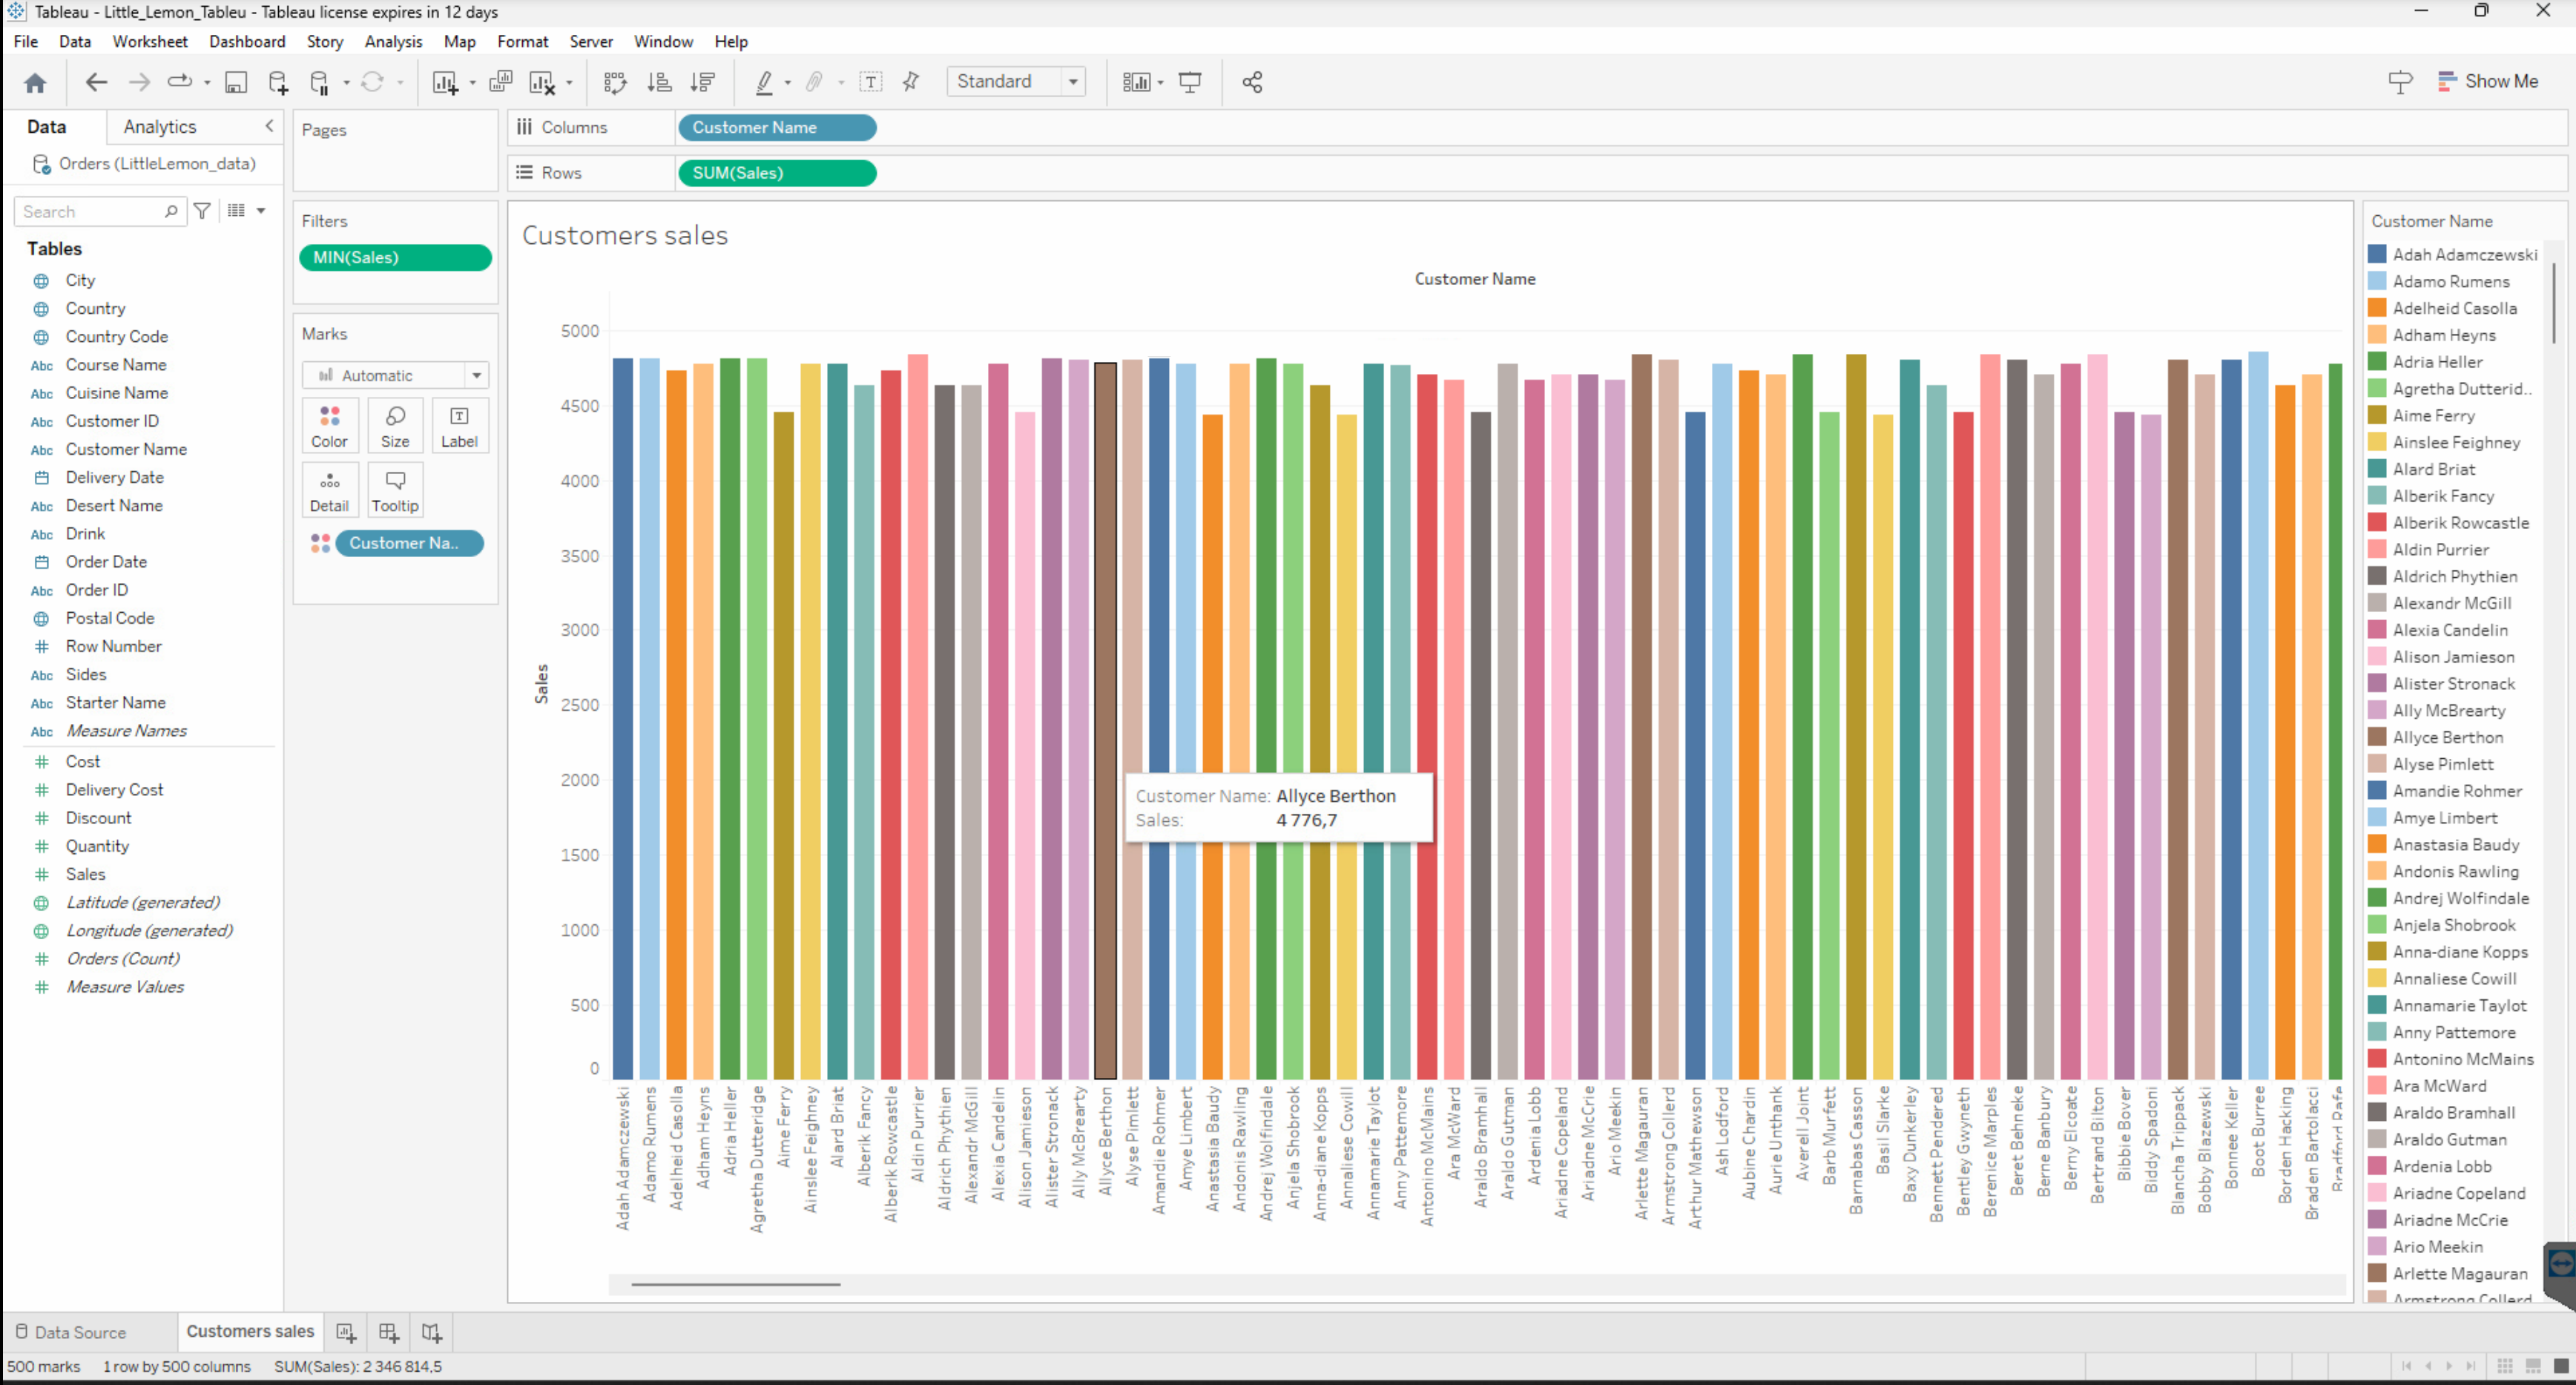 Tableau - Little_Lemon_Tableu - Tableau license expires in 12 days
File Data Worksheet Dashboard Story Analysis Map Format Server Window Help
Standard
Show Me
Data Analytics
Orders (LittleLemon_data)
Search
Tables
City
Country
Country Code
Abc Course Name
Abc Cuisine Name
Abc Customer ID
Abc Customer Name
Delivery Date
Abc Desert Name
Abc Drink
Order Date
Abc Order ID
Postal Code
# Row Number
Abc Sides
Abc Starter Name
Abc Measure Names
# Cost
# Delivery Cost
# Discount
# Quantity
# Sales
Latitude (generated)
Longitude (generated)
# Orders (Count)
# Measure Values
Pages
Filters
MIN(Sales)
Marks
Automatic
Color Size Label
Detail Tooltip
Customer Na..
Columns Customer Name
Rows SUM(Sales)
Customers sales
Customer Name
Sales
5000
4500
4000
3500
3000
2500
2000
1500
1000
500
0
Customer Name: Allyce Berthon
Sales: 4 776,7
Adah Adamczewski
Adamo Rumens
Adelheid Casolla
Adham Heyns
Adria Heller
Agretha Dutteridge
Aime Ferry
Ainslee Feighney
Alard Briat
Alberik Fancy
Alberik Rowcastle
Aldin Purrier
Aldrich Phythien
Alexandr McGill
Alexia Candelin
Alison Jamieson
Alister Stronack
Ally McBrearty
Allyce Berthon
Alyse Pimlett
Amandie Rohmer
Amye Limbert
Anastasia Baudy
Andonis Rawling
Andrej Wolfindale
Anjela Shobrook
Anna-diane Kopps
Annaliese Cowill
Annamarie Taylot
Anny Pattemore
Antonino McMains
Ara McWard
Araldo Bramhall
Araldo Gutman
Ardenia Lobb
Ariadne Copeland
Ariadne McCrie
Ario Meekin
Arlette Magauran
Armstrong Collerd
Arthur Mathewson
Ash Lodford
Aubine Chardin
Aurie Unthank
Averell Joint
Barb Murfett
Barnabas Casson
Basil Slarke
Baxy Dunkerley
Bennett Pendered
Bentley Gwyneth
Berenice Marples
Beret Behneke
Berne Banbury
Berny Elcoate
Bertrand Bilton
Bibbie Bover
Biddy Spadoni
Blancha Trippack
Bobby Blazewski
Bonnee Keller
Boot Burree
Borden Hacking
Braden Bartolacci
Bradford
Customer Name
Adah Adamczewski
Adamo Rumens
Adelheid Casolla
Adham Heyns
Adria Heller
Agretha Dutterid..
Aime Ferry
Ainslee Feighney
Alard Briat
Alberik Fancy
Alberik Rowcastle
Aldin Purrier
Aldrich Phythien
Alexandr McGill
Alexia Candelin
Alison Jamieson
Alister Stronack
Ally McBrearty
Allyce Berthon
Alyse Pimlett
Amandie Rohmer
Amye Limbert
Anastasia Baudy
Andonis Rawling
Andrej Wolfindale
Anjela Shobrook
Anna-diane Kopps
Annaliese Cowill
Annamarie Taylot
Anny Pattemore
Antonino McMains
Ara McWard
Araldo Bramhall
Araldo Gutman
Ardenia Lobb
Ariadne Copeland
Ariadne McCrie
Ario Meekin
Arlette Magauran
Armstrong Collerd
Data Source Customers sales
500 marks 1 row by 500 columns SUM(Sales): 2 346 814,5